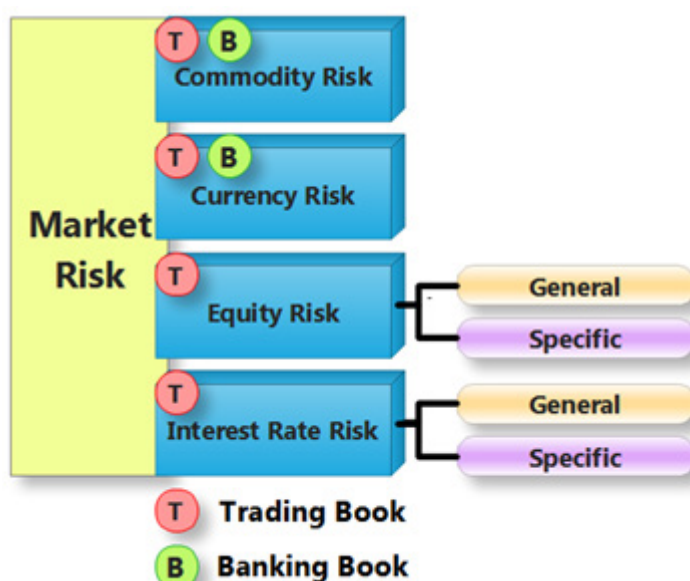 T B
Commodity Risk
T B
Currency Risk
Market
Risk
T
Equity Risk
General
Specific
T
Interest Rate Risk
General
Specific
T Trading Book
B Banking Book